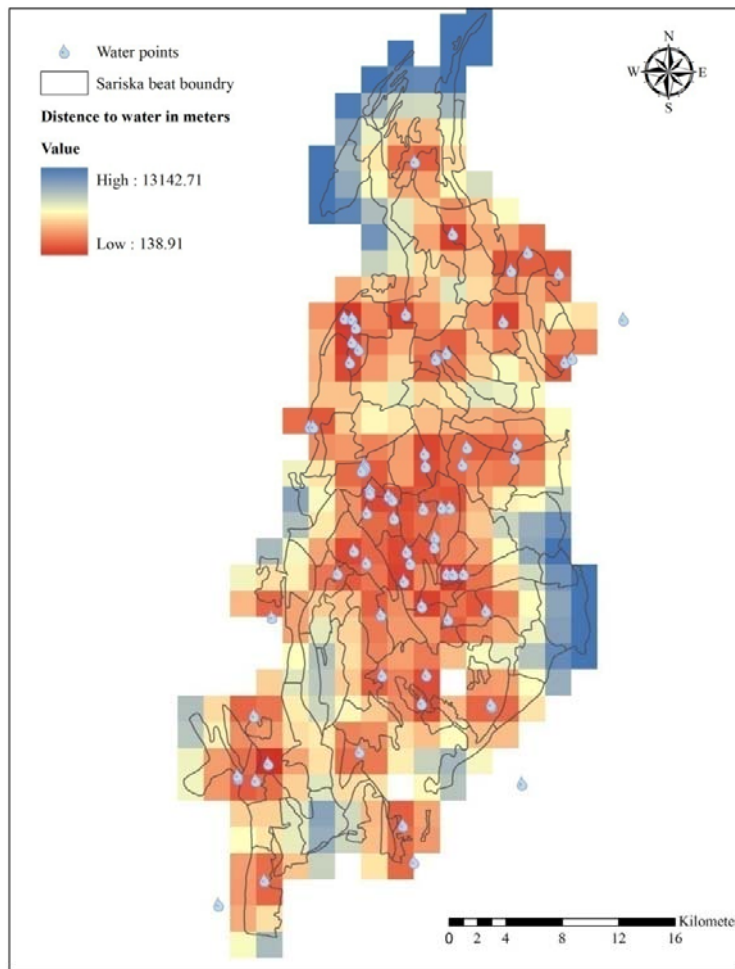 Water points
Sariska beat boundry
Distence to water in meters
Value
High : 13142.71
Low : 138.91
N
W E
S
Kilomete
0 2 4 8 12 16